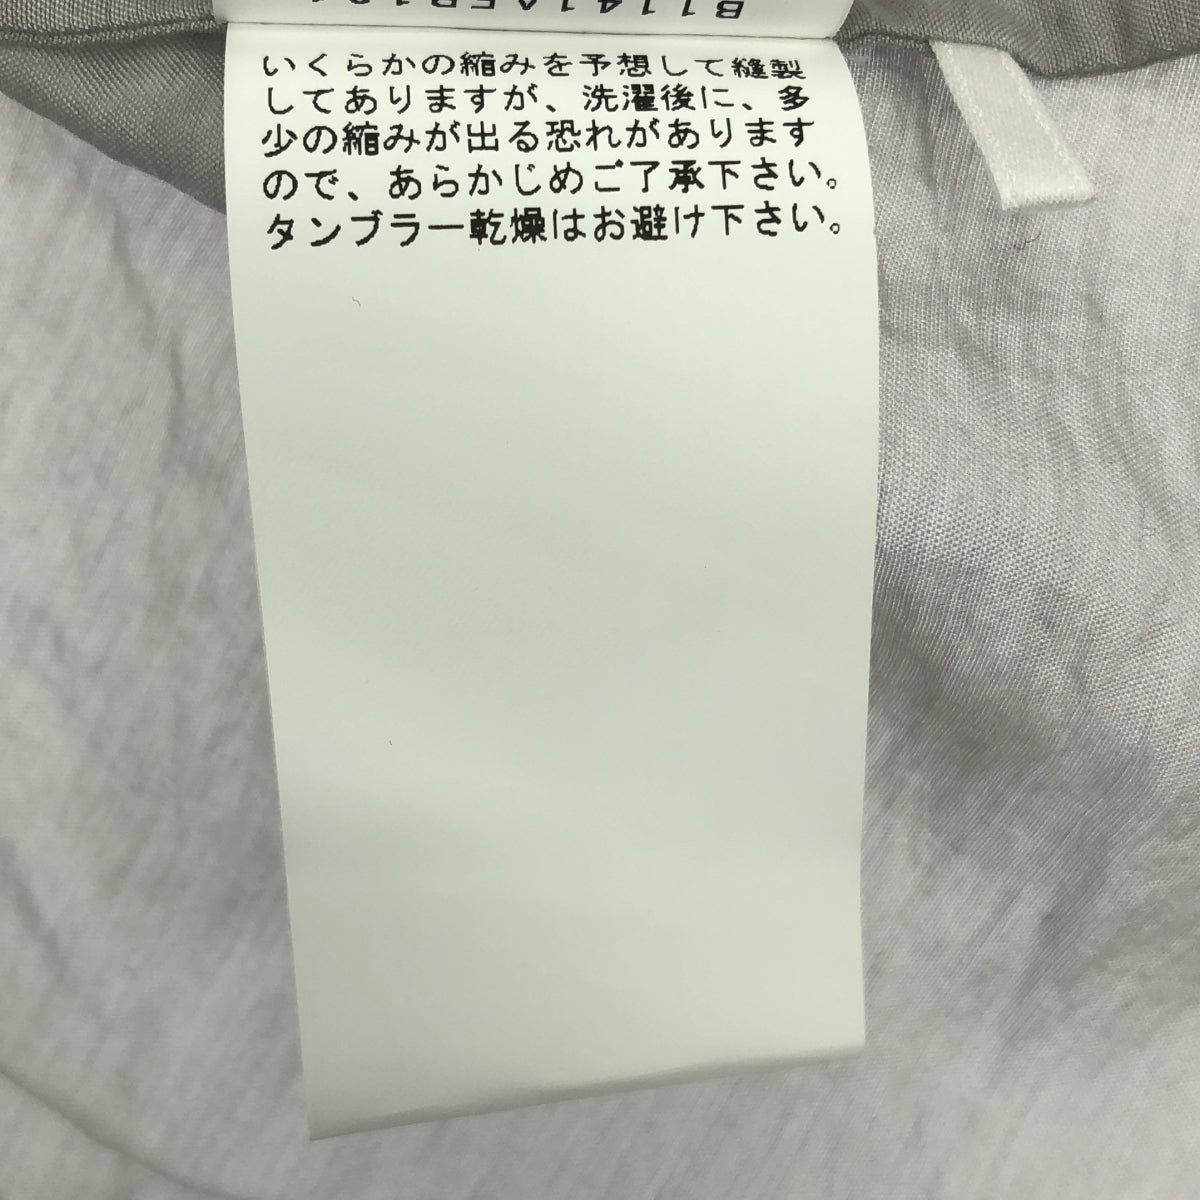 いくらかの縮みを予想して縫製
してありますが、洗濯後に、多
少の縮みが出る恐れがあります
ので、あらかじめご了承下さい。
タンブラー乾燥はお避け下さい。